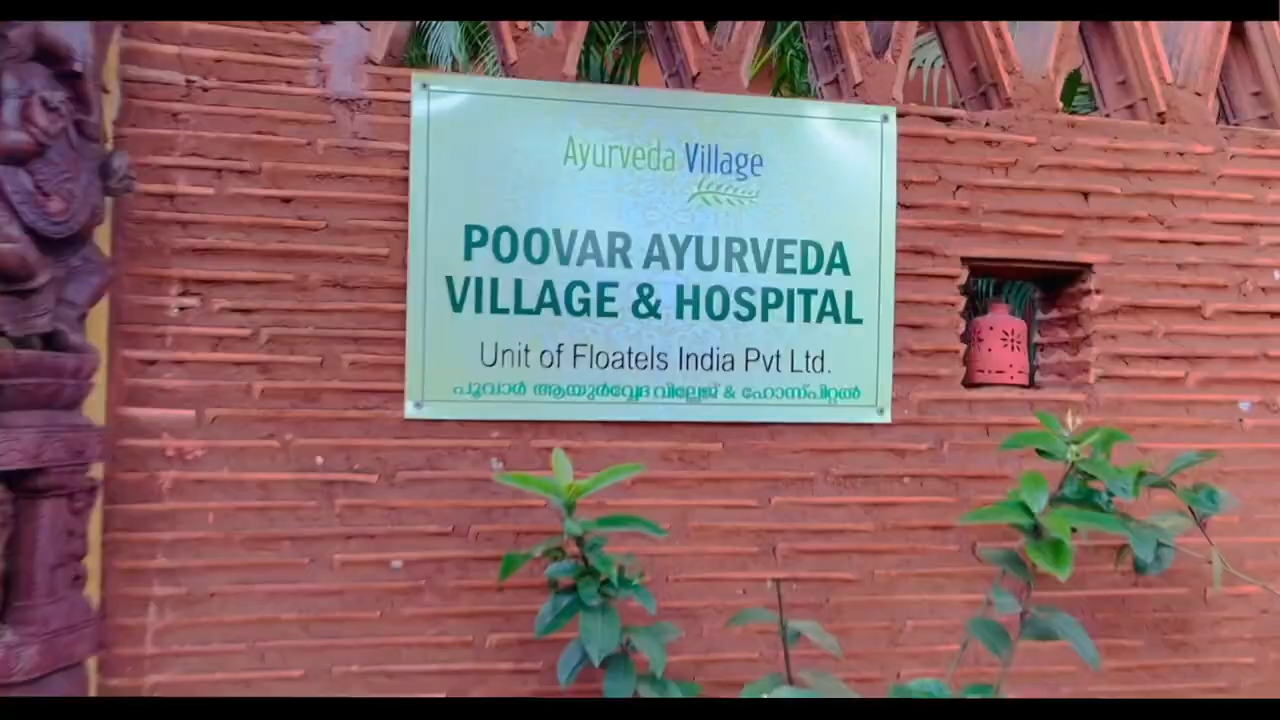 Ayurveda Village
POOVAR AYURVEDA
VILLAGE & HOSPITAL
Unit of Floatels India Pvt Ltd.
പൂവാർ ആയുർവ്വേദ വില്ലേജ് & ഹോസ്പിറ്റൽ